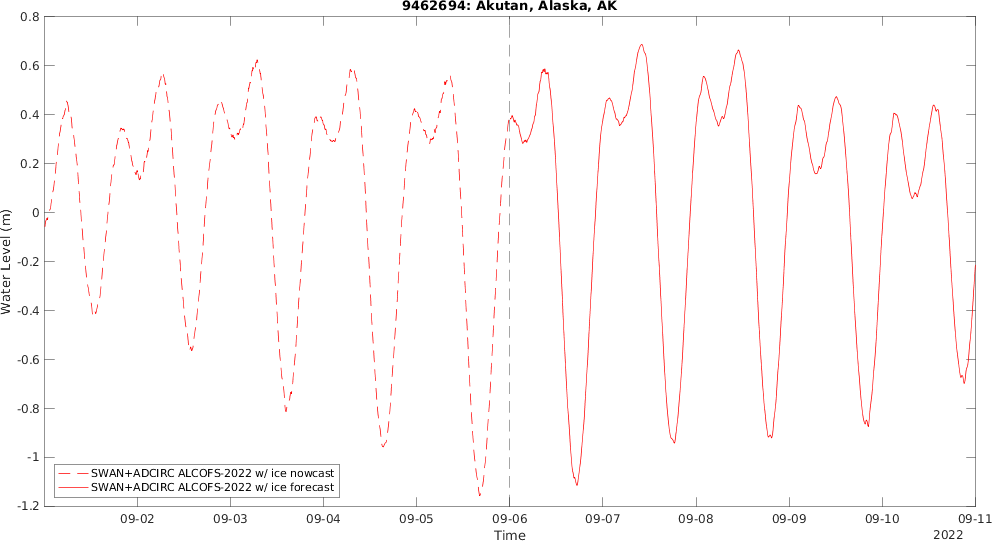 9462694: Akutan, Alaska, AK
0.8
0.6
0.4
0.2
0
-0.2
-0.4
-0.6
-0.8
-1
-1.2
Water Level (m)
SWAN+ADCIRC ALCOFS-2022 w/ ice nowcast
SWAN+ADCIRC ALCOFS-2022 w/ ice forecast
09-02 09-03 09-04 09-05 09-06 09-07 09-08 09-09 09-10 09-11
Time
2022